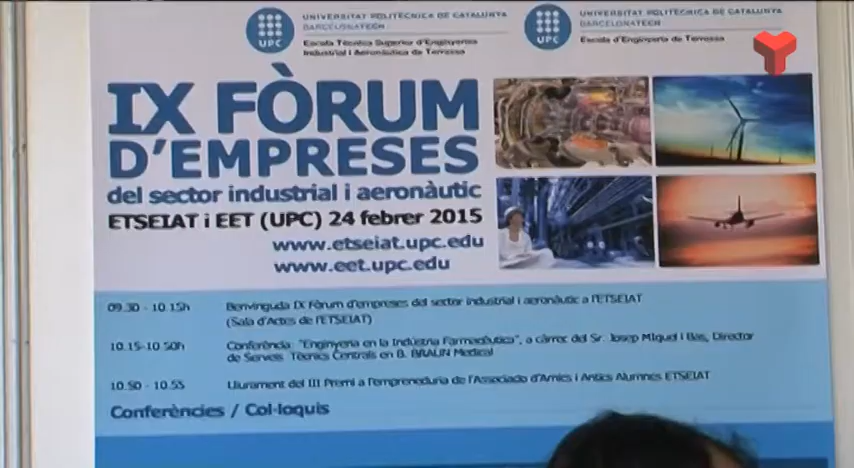 UPC
UNIVERSITAT POLITÈCNICA DE CATALUNYA
BARCELONATECH
Escola Tècnica Superior d'Enginyeries
Industrial i Aeronàutica de Terrassa
UPC
UNIVERSITAT POLITÈCNICA DE CATALUNYA
BARCELONATECH
Escola d'Enginyeria de Terrassa
IX FÒRUM
D'EMPRESES
del sector industrial i aeronàutic
ETSEIAT i EET (UPC) 24 febrer 2015
www.etseiat.upc.edu
www.eet.upc.edu
09.30 - 10.15h Benvinguda IX Fòrum d'empreses del sector industrial i aeronàutic a l'ETSEIAT
(Sala d'Actes de l'ETSEIAT)
10.15-10.50h Conferència: "Enginyeria en la Indústria Farmacèutica", a càrrec del Sr. Josep Miquel i Blas, Director
de Serveis Tècnics Centrals en B. BRAUN Medical
10.50 - 10.55 Lliurament del III Premi a l'emprenedoria de l'Associado d'Amics i Antics Alumnes ETSEIAT
Conferències / Col·loquis